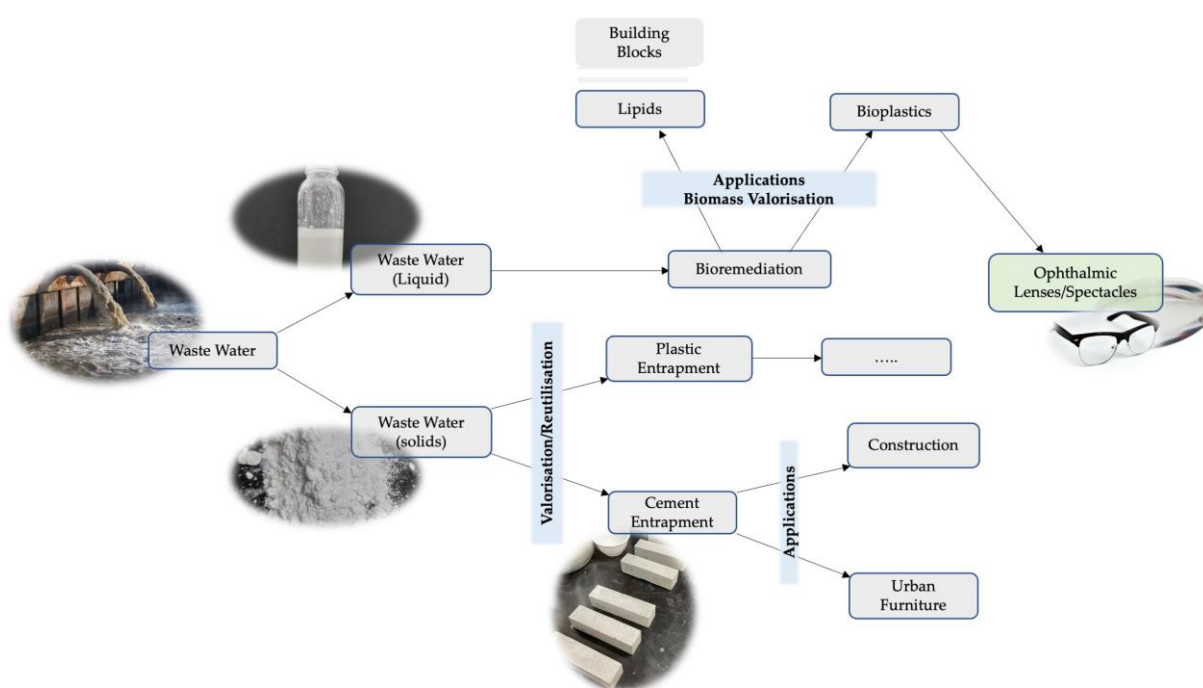 Building
Blocks
Lipids
Bioplastics
Applications
Biomass Valorisation
Waste Water
(Liquid)
Bioremediation
Ophthalmic
Lenses/Spectacles
Waste Water
Plastic
Entrapment
…..
Valorisation/Reutilisation
Waste Water
(solids)
Construction
Cement
Entrapment
Applications
Urban
Furniture